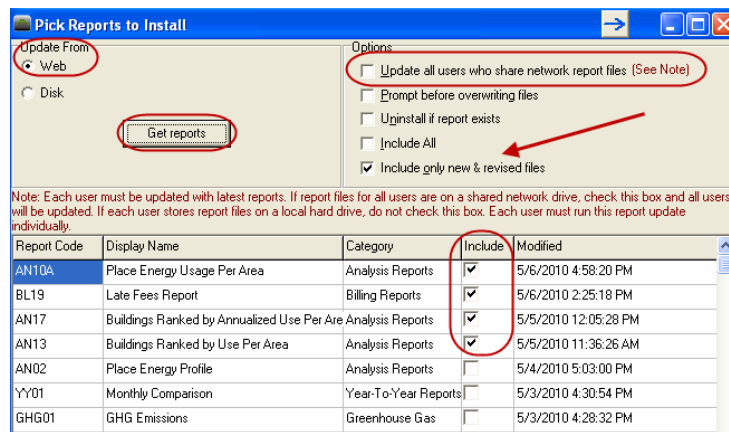 Pick Reports to Install
Update From
Web
Disk
Get reports
Options
Update all users who share network report files (See Note)
Prompt before overwriting files
Uninstall if report exists
Include All
Include only new & revised files
Note: Each user must be updated with latest reports. If report files for all users are on a shared network drive, check this box and all users
will be updated. If each user stores report files on a local hard drive, do not check this box. Each user must run this report update
individually.
Report Code Display Name Category Include Modified
AN10A Place Energy Usage Per Area Analysis Reports 5/6/2010 4:58:20 PM
BL19 Late Fees Report Billing Reports 5/6/2010 2:25:18 PM
AN17 Buildings Ranked by Annualized Use Per Are Analysis Reports 5/5/2010 12:05:28 PM
AN13 Buildings Ranked by Use Per Area Analysis Reports 5/5/2010 11:36:26 AM
AN02 Place Energy Profile Analysis Reports 5/4/2010 5:03:00 PM
YY01 Monthly Comparison Year-To-Year Reports 5/3/2010 4:30:54 PM
GHG01 GHG Emissions Greenhouse Gas 5/3/2010 4:28:32 PM